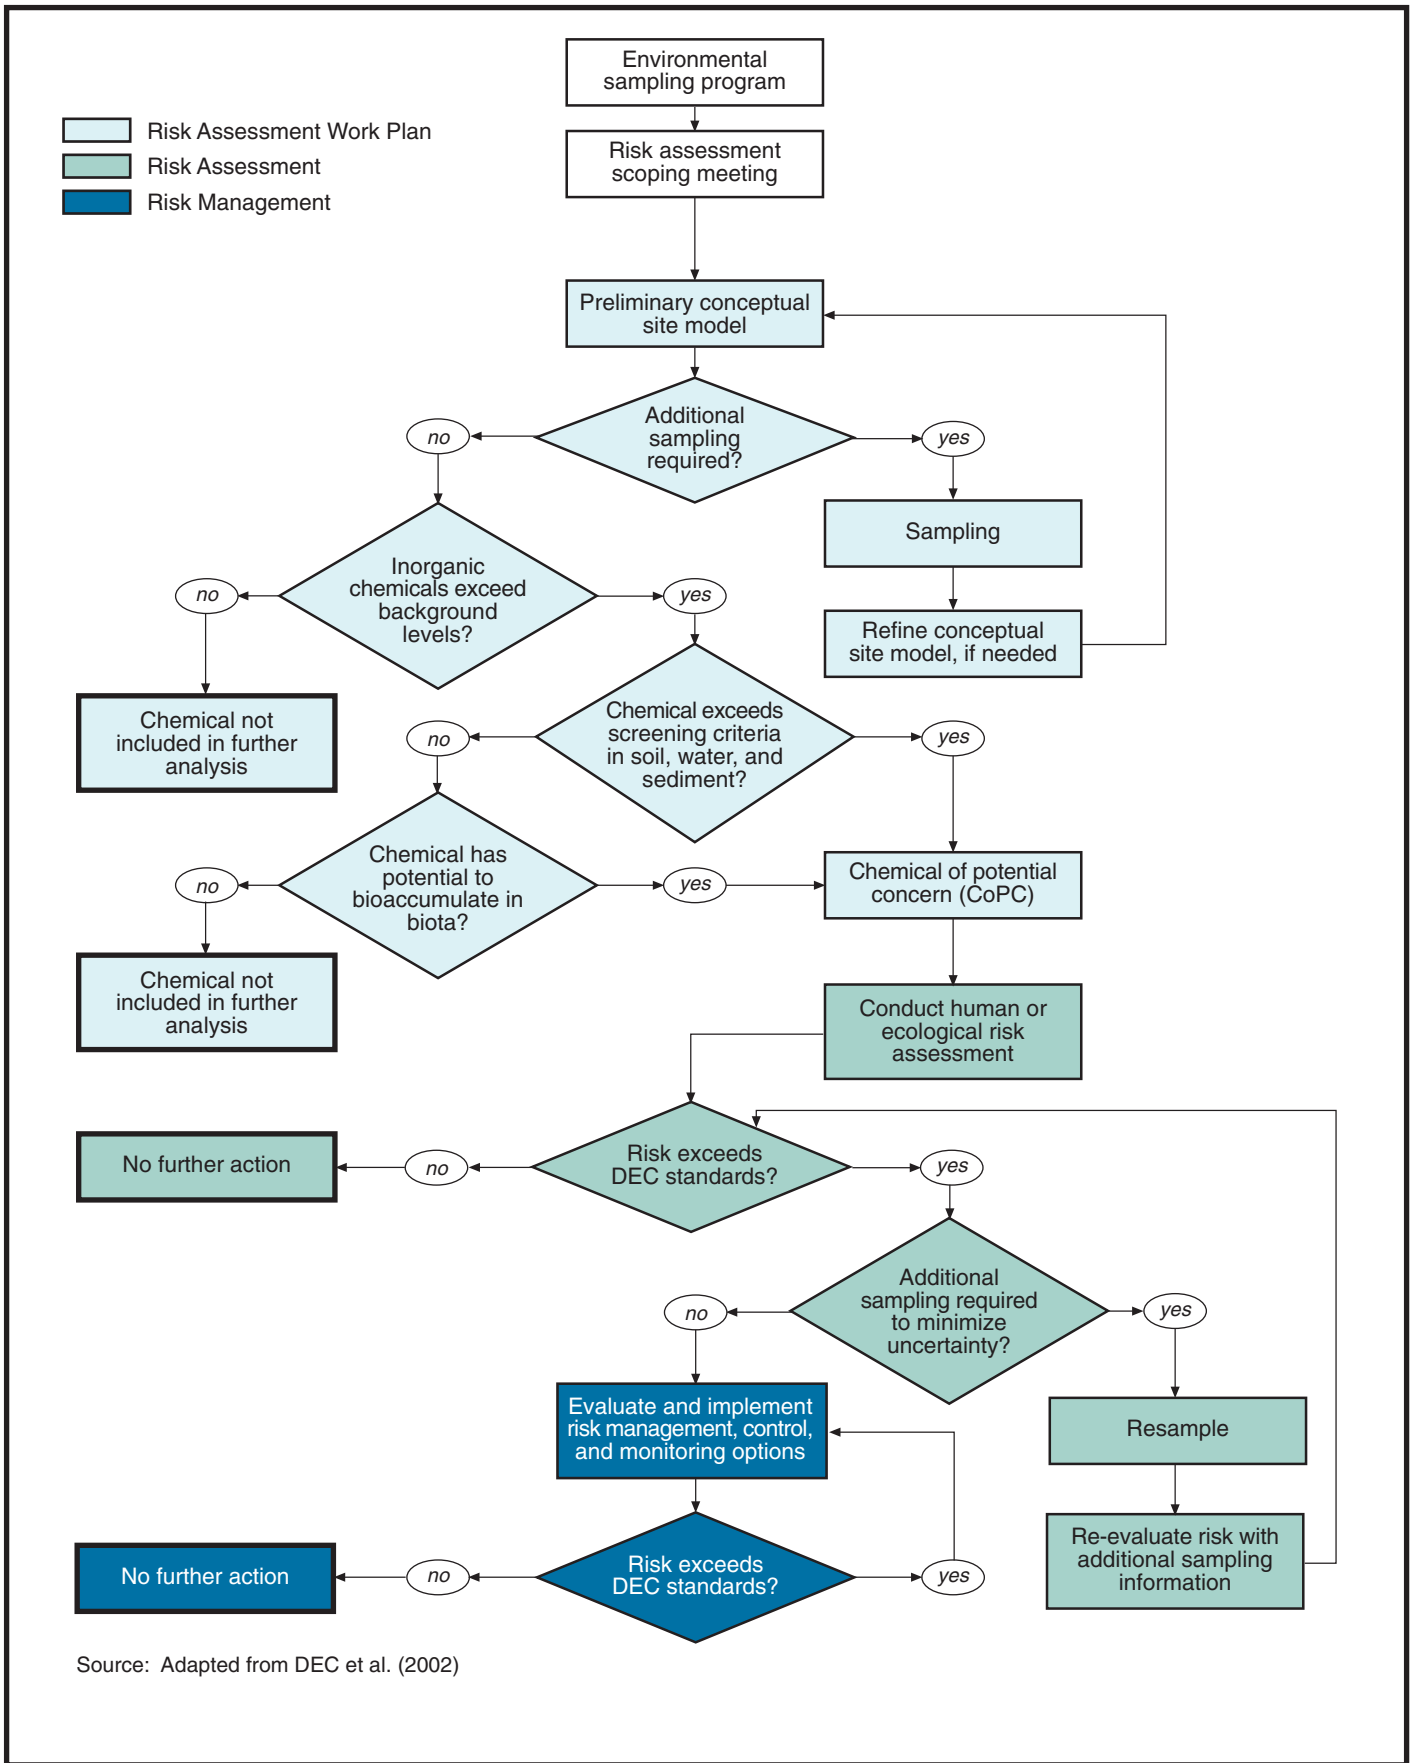 Environmental
sampling program
Risk Assessment Work Plan
Risk Assessment
Risk Management
Risk assessment
scoping meeting
Preliminary conceptual
site model
Additional
sampling
required?
no
yes
Sampling
Refine conceptual
site model, if needed
Inorganic
chemicals exceed
background
levels?
no
yes
Chemical not
included in further
analysis
Chemical exceeds
screening criteria
in soil, water, and
sediment?
no
yes
Chemical has
potential to
bioaccumulate in
biota?
no
yes
Chemical of potential
concern (CoPC)
Chemical not
included in further
analysis
Conduct human or
ecological risk
assessment
Risk exceeds
DEC standards?
no
yes
No further action
Additional
sampling required
to minimize
uncertainty?
no
yes
Evaluate and implement
risk management, control,
and monitoring options
Resample
Re-evaluate risk with
additional sampling
information
Risk exceeds
DEC standards?
no
yes
No further action
Source: Adapted from DEC et al. (2002)